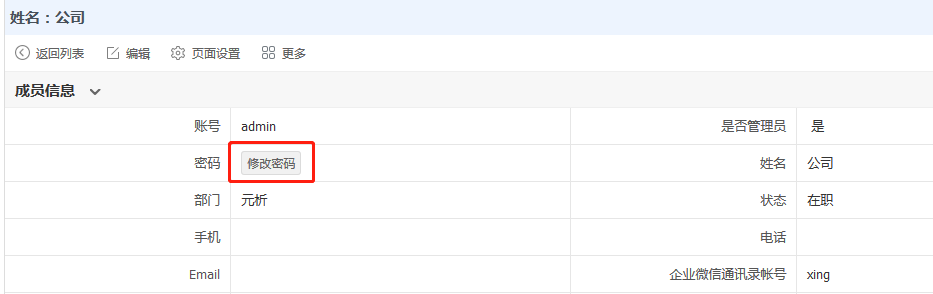 姓名：公司
返回列表 编辑 页面设置 更多
成员信息
账号 admin 是否管理员 是
密码 修改密码 姓名 公司
部门 元析 状态 在职
手机 电话
Email 企业微信通讯录帐号 xing